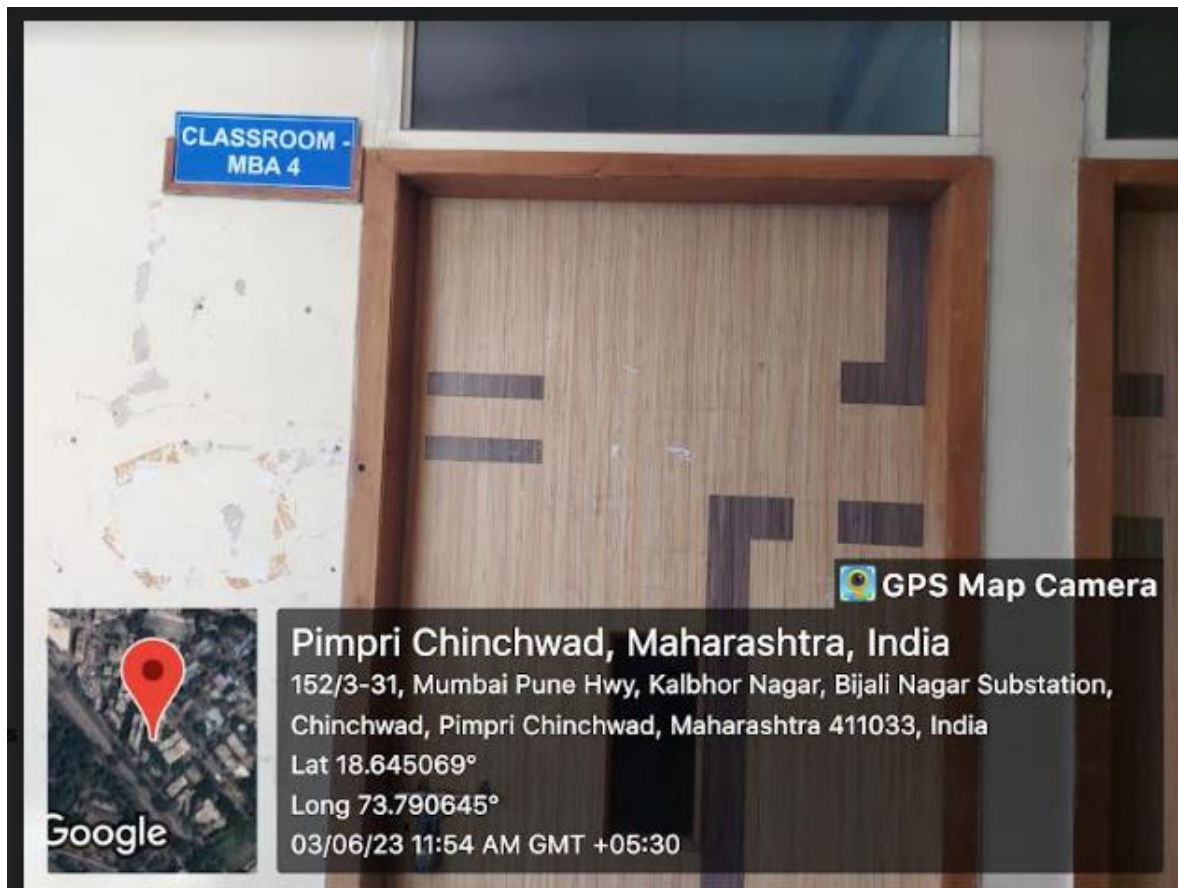 CLASSROOM -
MBA 4
GPS Map Camera
Pimpri Chinchwad, Maharashtra, India
152/3-31, Mumbai Pune Hwy, Kalbhor Nagar, Bijali Nagar Substation,
Chinchwad, Pimpri Chinchwad, Maharashtra 411033, India
Lat 18.645069°
Long 73.790645°
03/06/23 11:54 AM GMT +05:30
Google